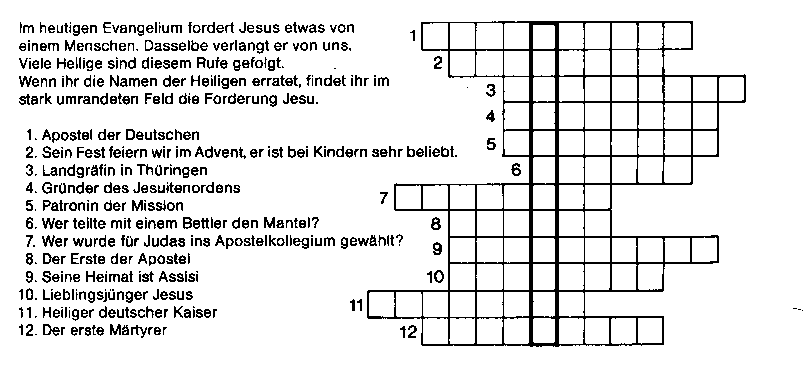 Im heutigen Evangelium fordert Jesus etwas von
einem Menschen. Dasselbe verlangt er von uns.
Viele Heilige sind diesem Rufe gefolgt.
Wenn ihr die Namen der Heiligen erratet, findet ihr im
stark umrandeten Feld die Forderung Jesu.
1. Apostel der Deutschen
2. Sein Fest feiern wir im Advent, er ist bei Kindern sehr beliebt.
3. Landgräfin in Thüringen
4. Gründer des Jesuitenordens
5. Patronin der Mission
6. Wer teilte mit einem Bettler den Mantel?
7. Wer wurde für Judas ins Apostelkollegium gewählt?
8. Der Erste der Apostel
9. Seine Heimat ist Assisi
10. Lieblingsjünger Jesus
11. Heiliger deutscher Kaiser
12. Der erste Märtyrer
1
2
3
4
5
6
7
8
9
10
11
12